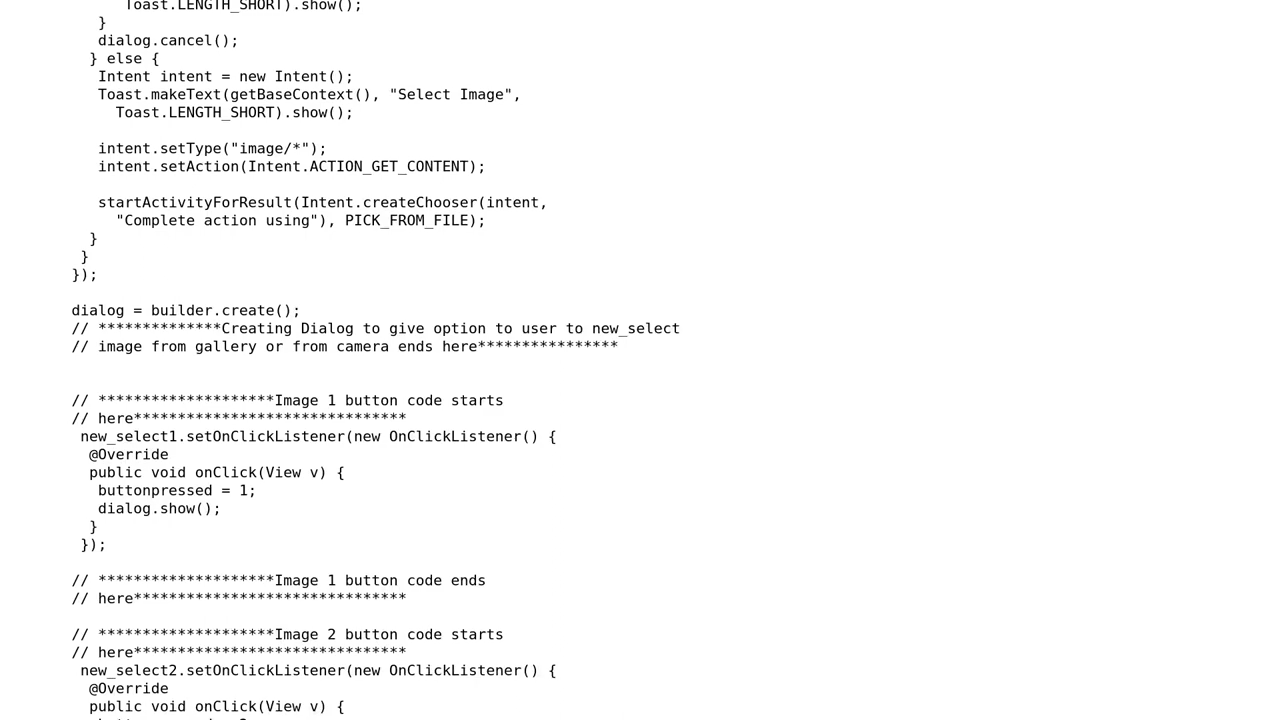 Toast.LENGTH_SHORT).show();
}
dialog.cancel();
} else {
Intent intent = new Intent();
Toast.makeText(getBaseContext(), "Select Image",
Toast.LENGTH_SHORT).show();
intent.setType("image/*");
intent.setAction(Intent.ACTION_GET_CONTENT);
startActivityForResult(Intent.createChooser(intent,
"Complete action using"), PICK_FROM_FILE);
}
}
});
dialog = builder.create();
// **************Creating Dialog to give option to user to new_select
// image from gallery or from camera ends here****************
// ********************Image 1 button code starts
// here*******************************
new_select1.setOnClickListener(new OnClickListener() {
@Override
public void onClick(View v) {
buttonpressed = 1;
dialog.show();
}
});
// ********************Image 1 button code ends
// here*******************************
// ********************Image 2 button code starts
// here*******************************
new_select2.setOnClickListener(new OnClickListener() {
@Override
public void onClick(View v) {